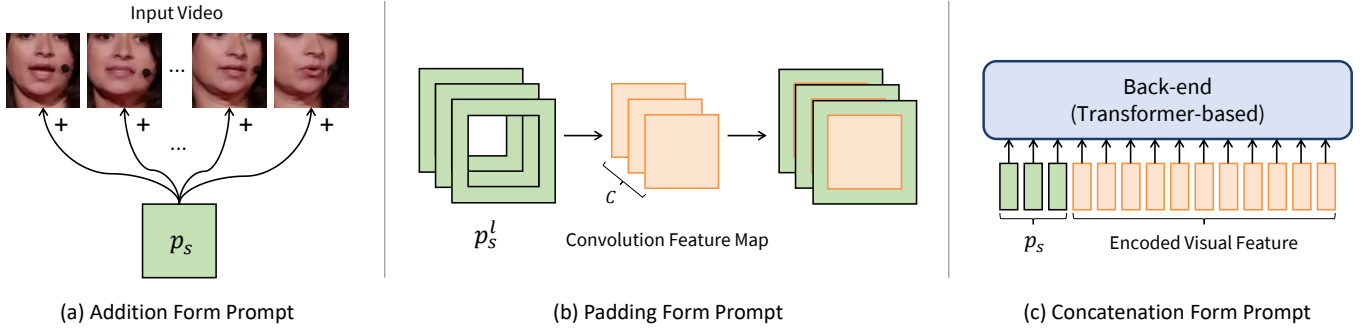 Input Video
...
+ + + +
...
p_s
(a) Addition Form Prompt
C
p_s^l
Convolution Feature Map
(b) Padding Form Prompt
Back-end
(Transformer-based)
p_s
Encoded Visual Feature
(c) Concatenation Form Prompt